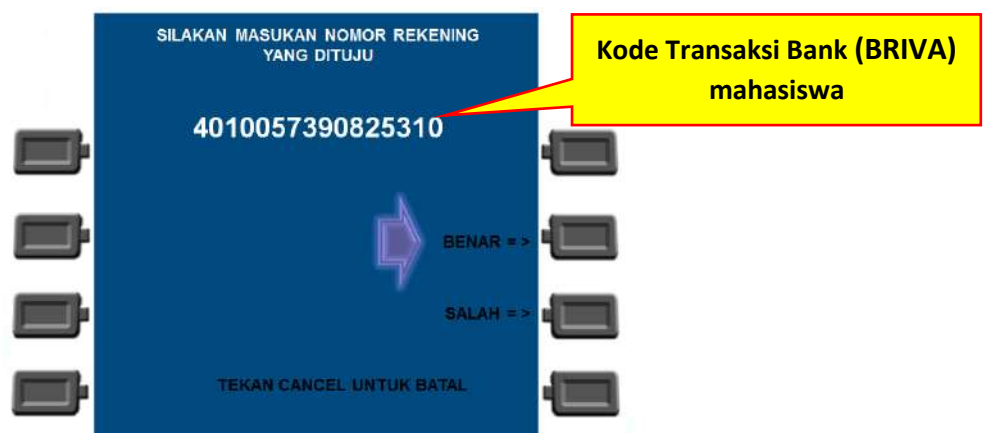 SILAKAN MASUKAN NOMOR REKENING
YANG DITUJU
Kode Transaksi Bank (BRIVA)
mahasiswa
4010057390825310
BENAR = >
SALAH = >
TEKAN CANCEL UNTUK BATAL